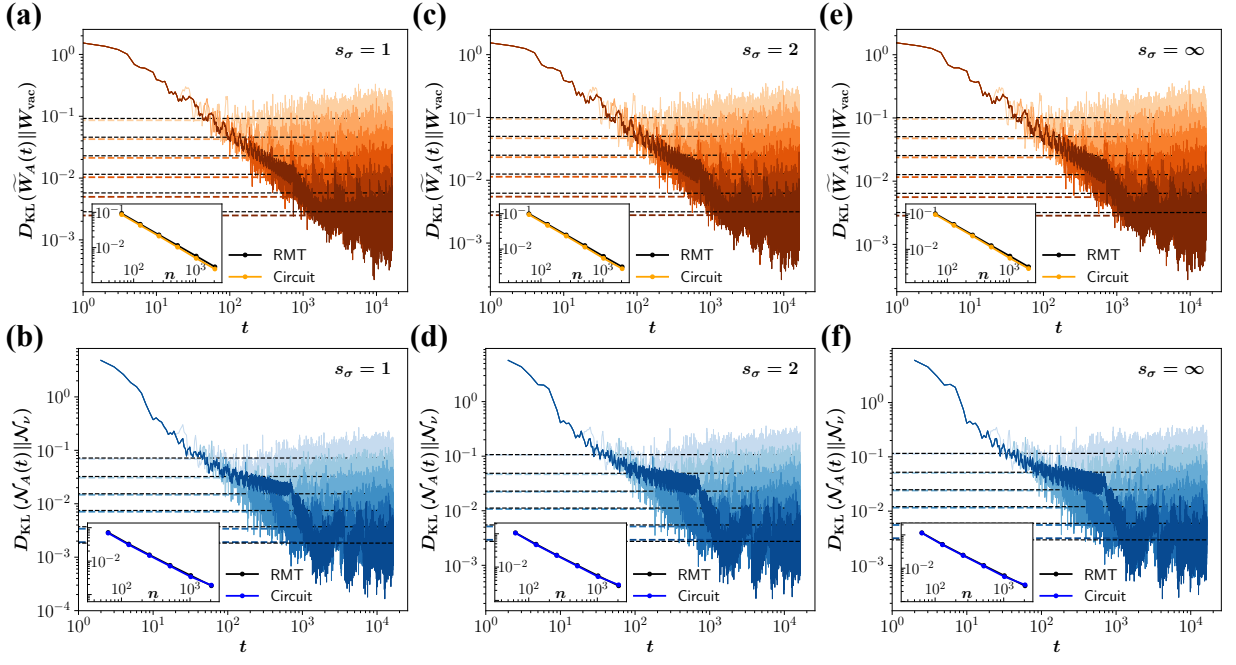 (a)
s_σ = 1
D_KL(W̃_A(t)‖W_vac)
10^0
10^-1
10^-2
10^-3
10^-1
10^-2
10^2 n 10^3
RMT
Circuit
10^0 10^1 10^2 10^3 10^4
t
(c)
s_σ = 2
D_KL(W̃_A(t)‖W_vac)
10^0
10^-1
10^-2
10^-3
10^-1
10^-2
10^2 n 10^3
RMT
Circuit
10^0 10^1 10^2 10^3 10^4
t
(e)
s_σ = ∞
D_KL(W̃_A(t)‖W_vac)
10^0
10^-1
10^-2
10^-3
10^-1
10^-2
10^2 n 10^3
RMT
Circuit
10^0 10^1 10^2 10^3 10^4
t
(b)
s_σ = 1
D_KL(𝒩_A(t)‖𝒩_ν)
10^0
10^-1
10^-2
10^-3
10^-4
10^-2
10^2 n 10^3
RMT
Circuit
10^0 10^1 10^2 10^3 10^4
t
(d)
s_σ = 2
D_KL(𝒩_A(t)‖𝒩_ν)
10^0
10^-1
10^-2
10^-3
10^-2
10^2 n 10^3
RMT
Circuit
10^0 10^1 10^2 10^3 10^4
t
(f)
s_σ = ∞
D_KL(𝒩_A(t)‖𝒩_ν)
10^0
10^-1
10^-2
10^-3
10^-2
10^2 n 10^3
RMT
Circuit
10^0 10^1 10^2 10^3 10^4
t